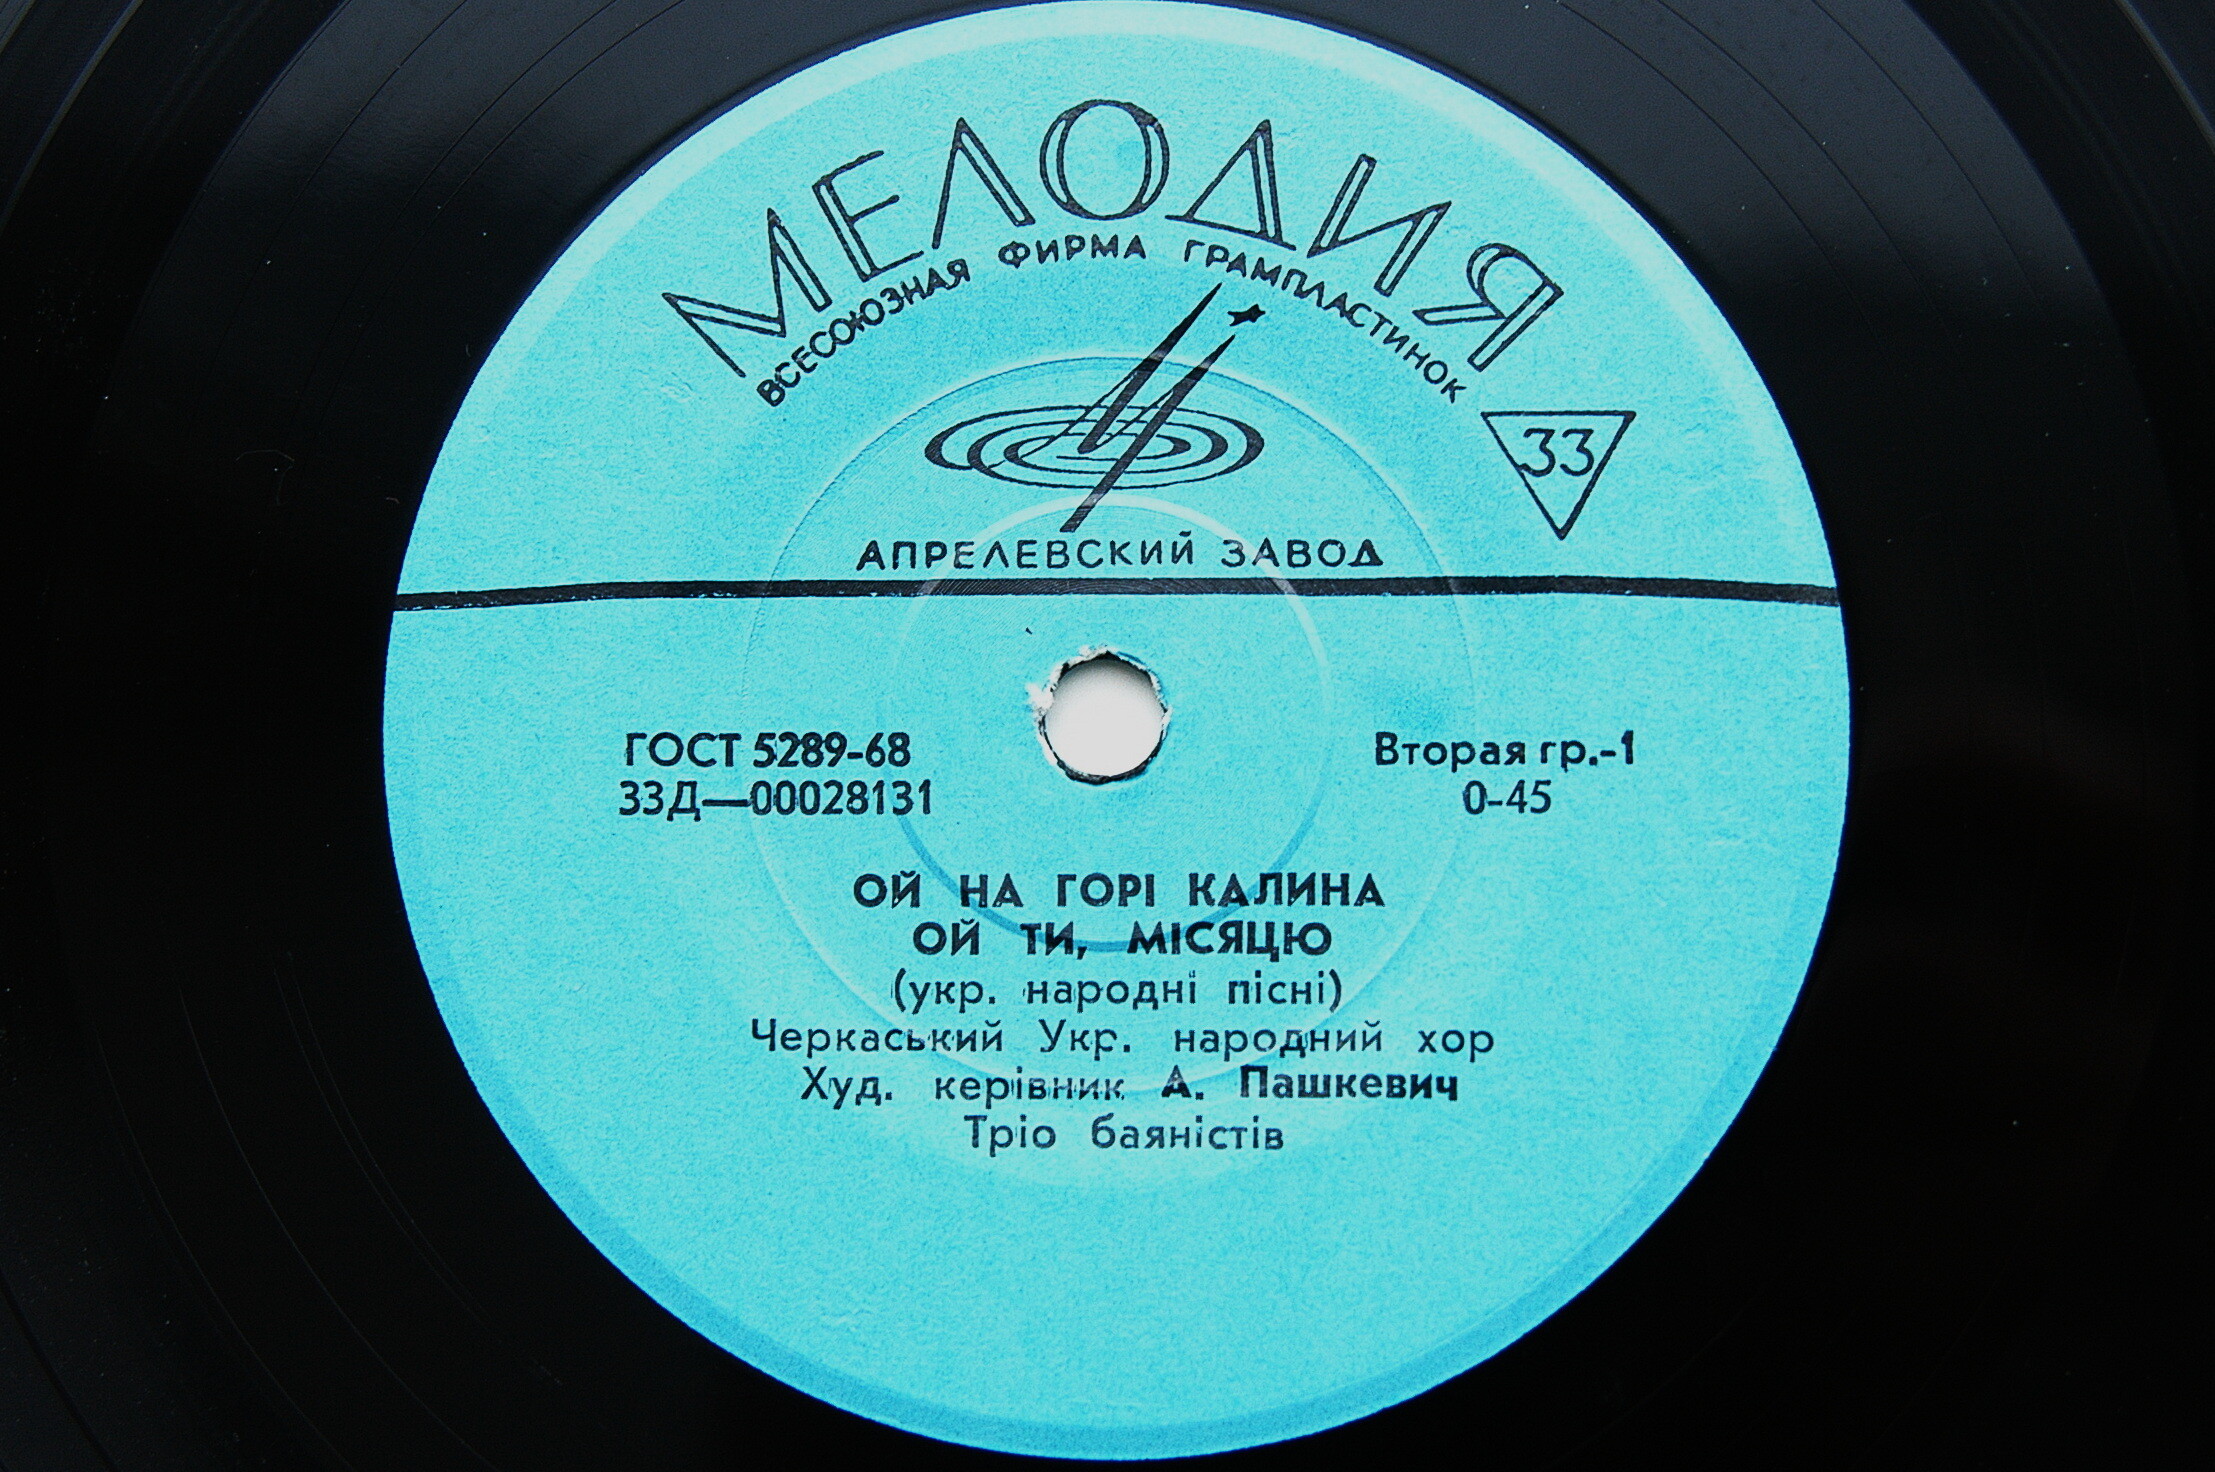 МЕЛОДИЯ
ВСЕСОЮЗНАЯ ФИРМА ГРАМПЛАСТИНОК
33
АПРЕЛЕВСКИЙ ЗАВОД
ГОСТ 5289-68
33Д—00028131
Вторая гр.-1
0-45
ОЙ НА ГОРІ КАЛИНА
ОЙ ТИ, МІСЯЦЮ
(укр. народні пісні)
Черкаський Укр. народний хор
Худ. керівник А. Пашкевич
Тріо баяністів